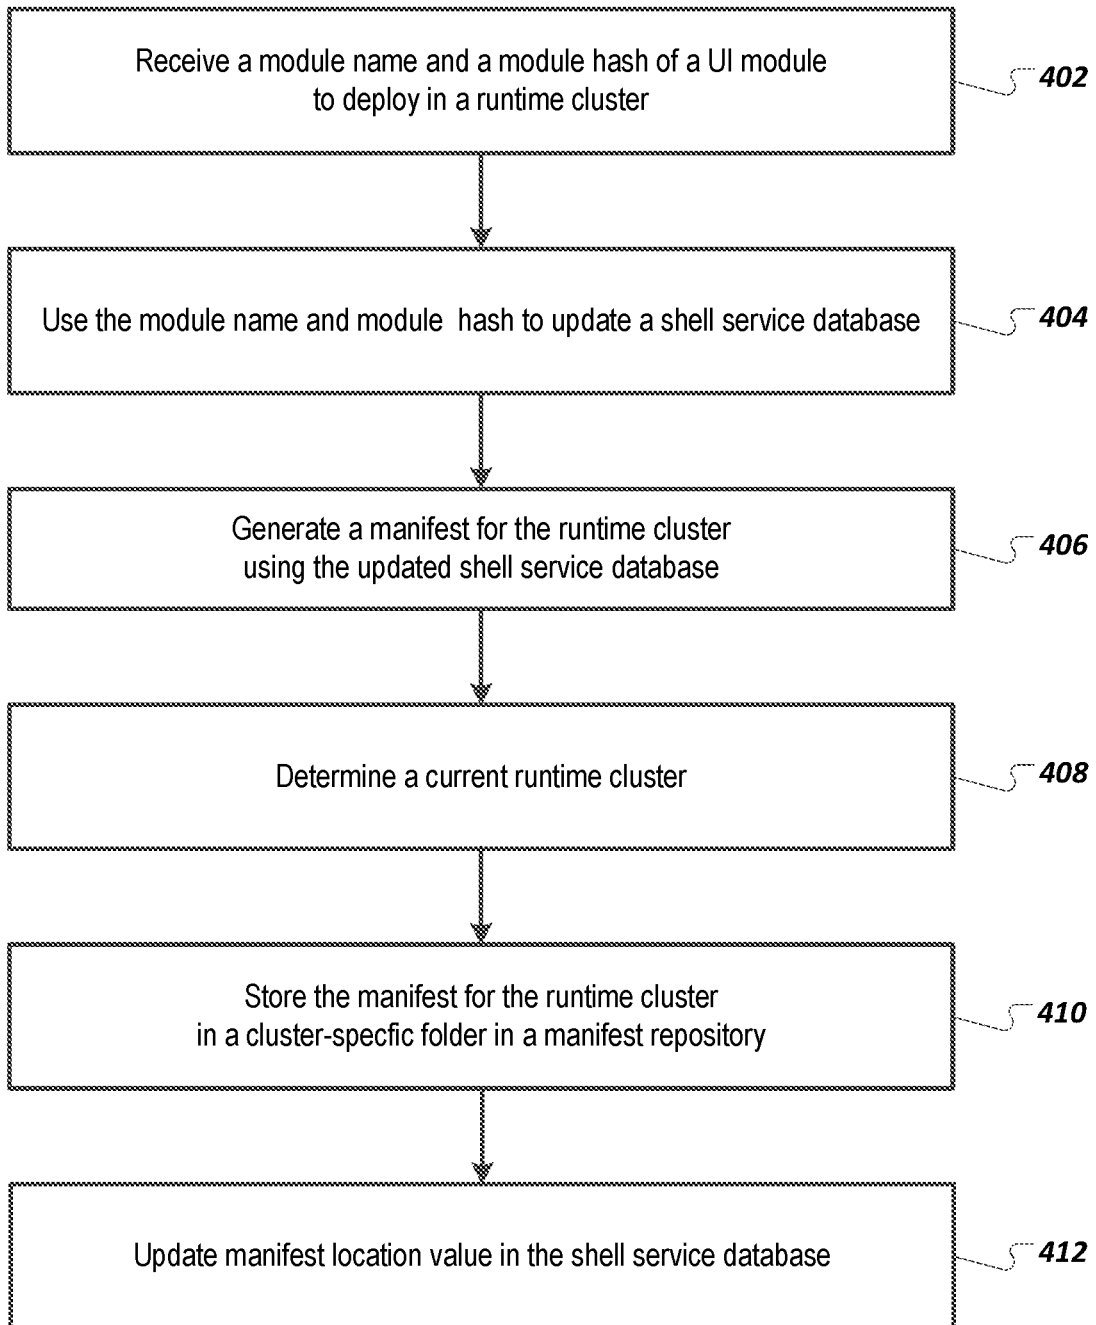 Receive a module name and a module hash of a UI module
to deploy in a runtime cluster
402
Use the module name and module hash to update a shell service database
404
Generate a manifest for the runtime cluster
using the updated shell service database
406
Determine a current runtime cluster
408
Store the manifest for the runtime cluster
in a cluster-specfic folder in a manifest repository
410
Update manifest location value in the shell service database
412